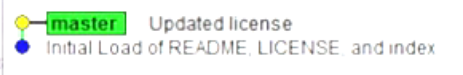 master Updated license
Initial Load of README, LICENSE, and index